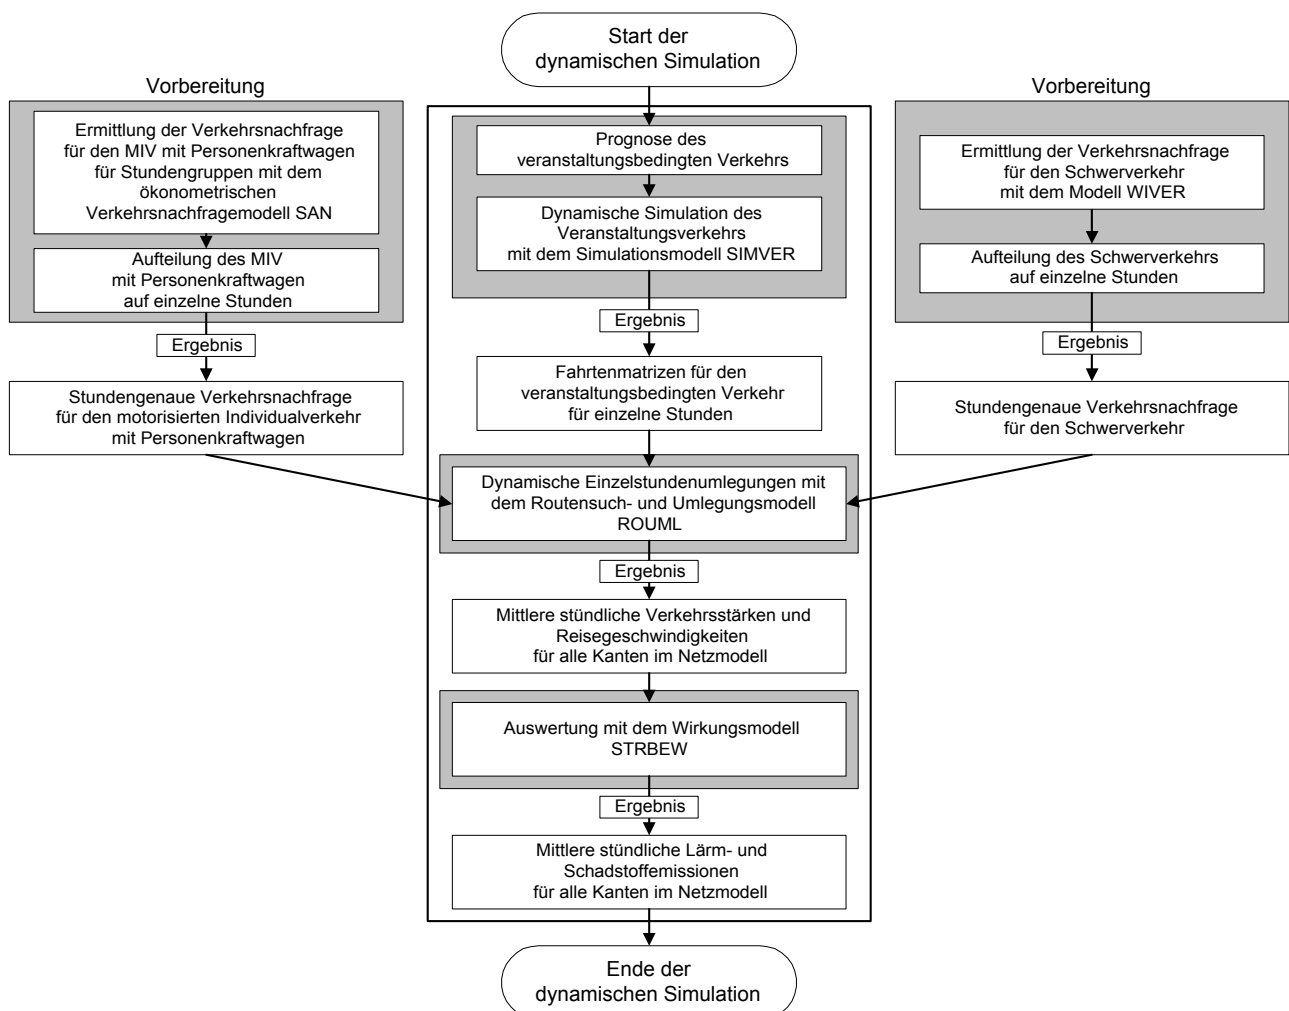 Start der
dynamischen Simulation
Vorbereitung
Ermittlung der Verkehrsnachfrage
für den MIV mit Personenkraftwagen
für Stundengruppen mit dem
ökonometrischen
Verkehrsnachfragemodell SAN
Aufteilung des MIV
mit Personenkraftwagen
auf einzelne Stunden
Ergebnis
Stundengenaue Verkehrsnachfrage
für den motorisierten Individualverkehr
mit Personenkraftwagen
Prognose des
veranstaltungsbedingten Verkehrs
Dynamische Simulation des
Veranstaltungsverkehrs
mit dem Simulationsmodell SIMVER
Ergebnis
Fahrtenmatrizen für den
veranstaltungsbedingten Verkehr
für einzelne Stunden
Vorbereitung
Ermittlung der Verkehrsnachfrage
für den Schwerverkehr
mit dem Modell WIVER
Aufteilung des Schwerverkehrs
auf einzelne Stunden
Ergebnis
Stundengenaue Verkehrsnachfrage
für den Schwerverkehr
Dynamische Einzelstundenumlegungen mit
dem Routensuch- und Umlegungsmodell
ROUML
Ergebnis
Mittlere stündliche Verkehrsstärken und
Reisegeschwindigkeiten
für alle Kanten im Netzmodell
Auswertung mit dem Wirkungsmodell
STRBEW
Ergebnis
Mittlere stündliche Lärm- und
Schadstoffemissionen
für alle Kanten im Netzmodell
Ende der
dynamischen Simulation